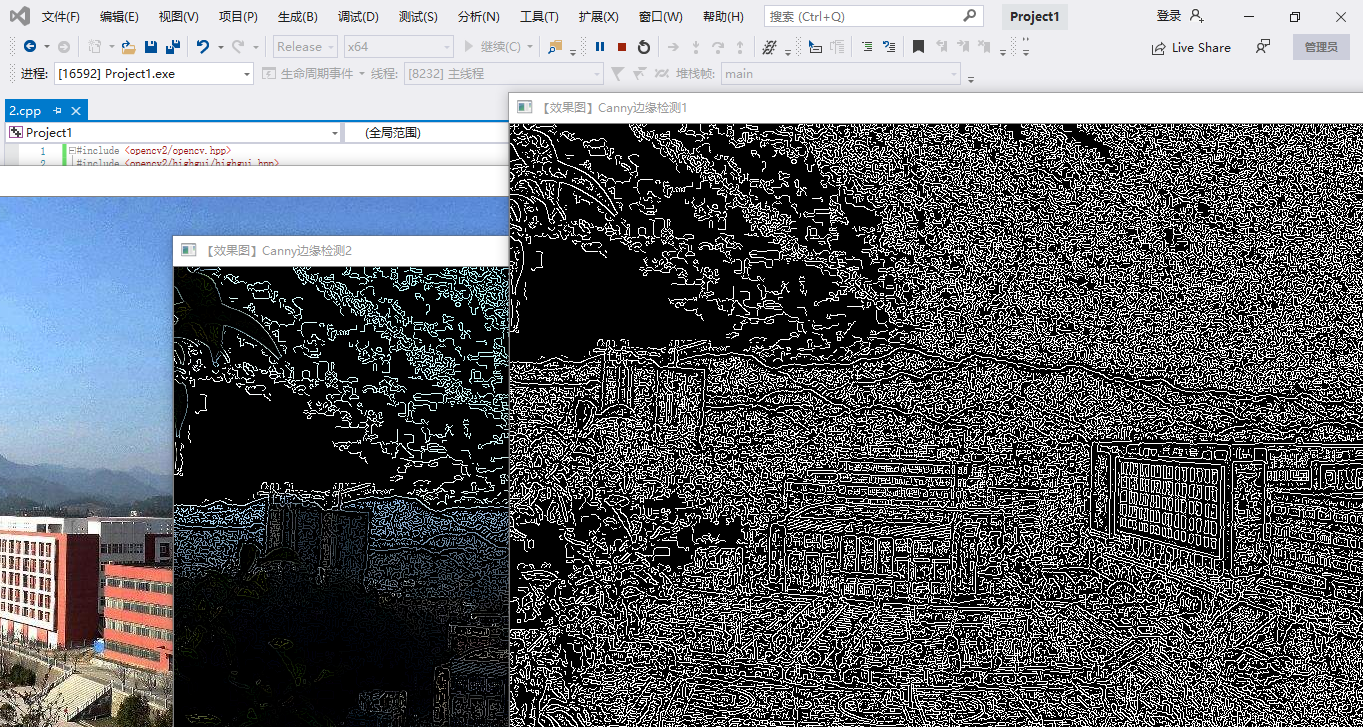 文件(F) 编辑(E) 视图(V) 项目(P) 生成(B) 调试(D) 测试(S) 分析(N) 工具(T) 扩展(X) 窗口(W) 帮助(H) 搜索 (Ctrl+Q) Project1 登录
Release x64 继续(C) Live Share 管理员
进程: [16592] Project1.exe 生命周期事件 线程: [8232] 主线程 堆栈帧: main
2.cpp
【效果图】Canny边缘检测1
Project1 (全局范围)
1 #include <opencv2/opencv.hpp>
2 #include <opencv2/highgui/highgui.hpp>
【效果图】Canny边缘检测2